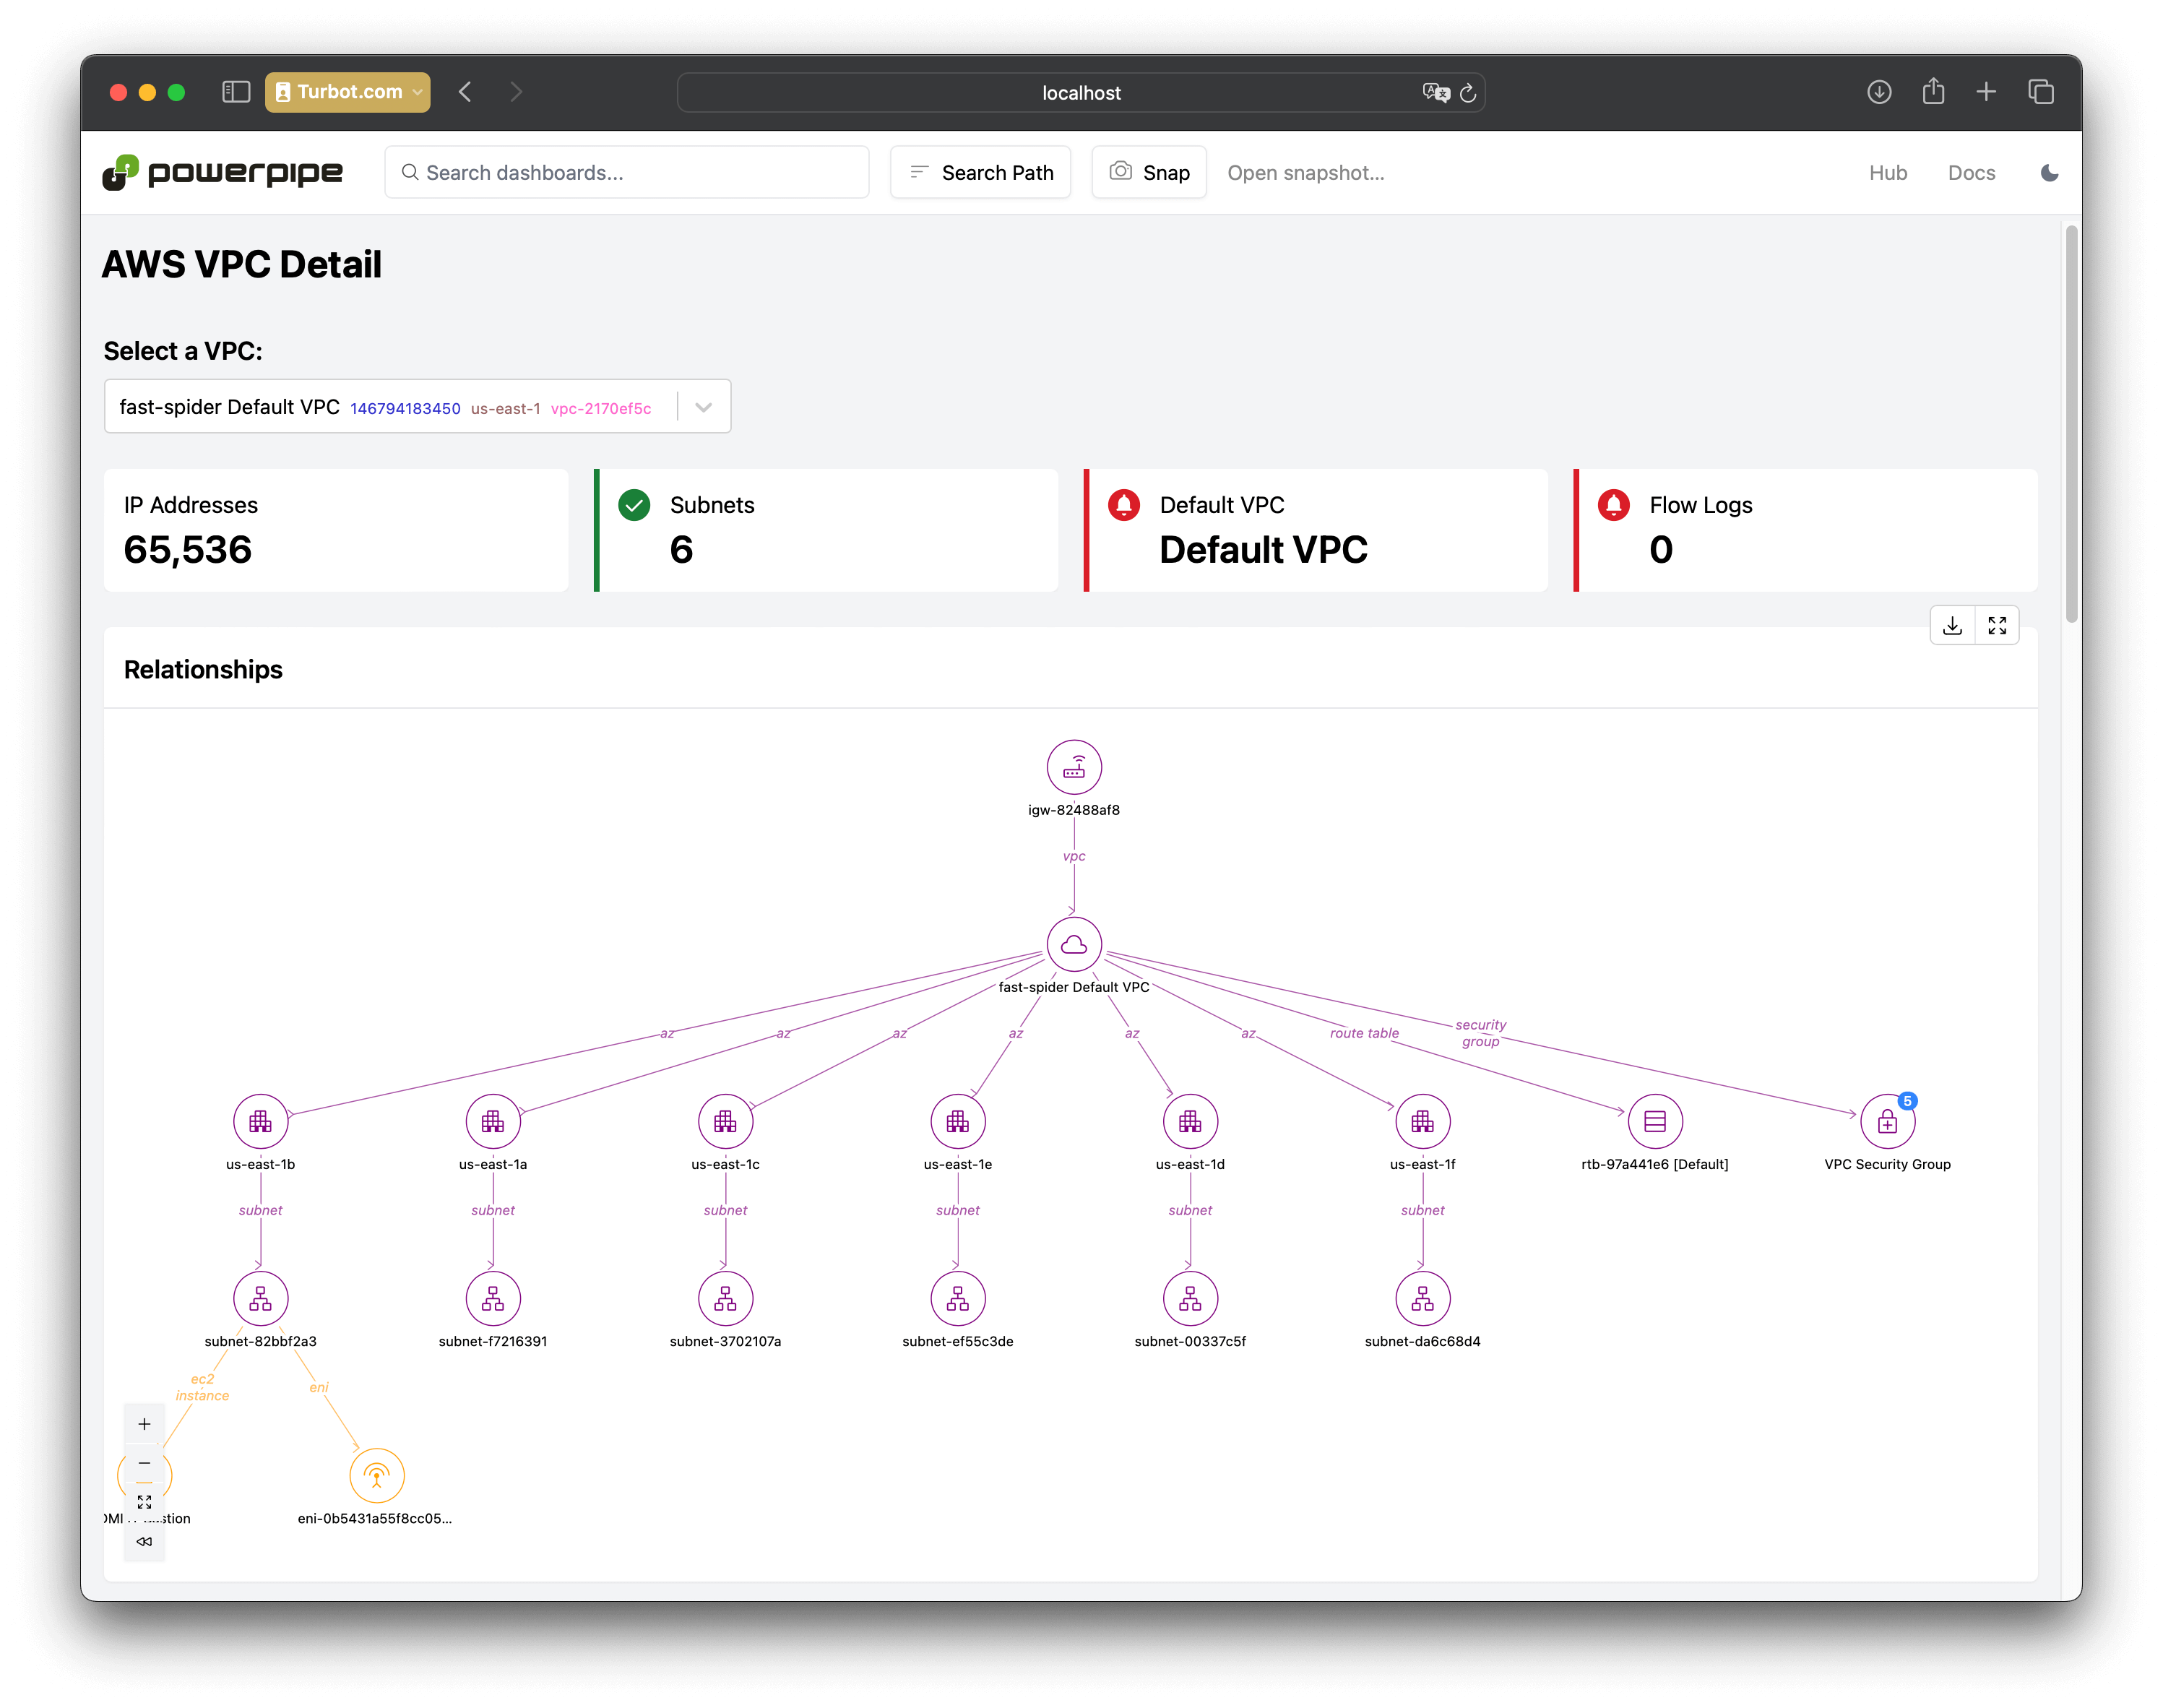 Turbot.com
localhost
powerpipe
Search dashboards...
Search Path
Snap
Open snapshot...
Hub
Docs
AWS VPC Detail
Select a VPC:
fast-spider Default VPC 146794183450 us-east-1 vpc-2170ef5c
IP Addresses
65,536
Subnets
6
Default VPC
Default VPC
Flow Logs
0
Relationships
igw-82488af8
vpc
fast-spider Default VPC
az
az
az
az
az
az
route table
security
group
5
us-east-1b
us-east-1a
us-east-1c
us-east-1e
us-east-1d
us-east-1f
rtb-97a441e6 [Default]
VPC Security Group
subnet
subnet
subnet
subnet
subnet
subnet
subnet-82bbf2a3
subnet-f7216391
subnet-3702107a
subnet-ef55c3de
subnet-00337c5f
subnet-da6c68d4
ec2
instance
eni
eni-0b5431a55f8cc05...